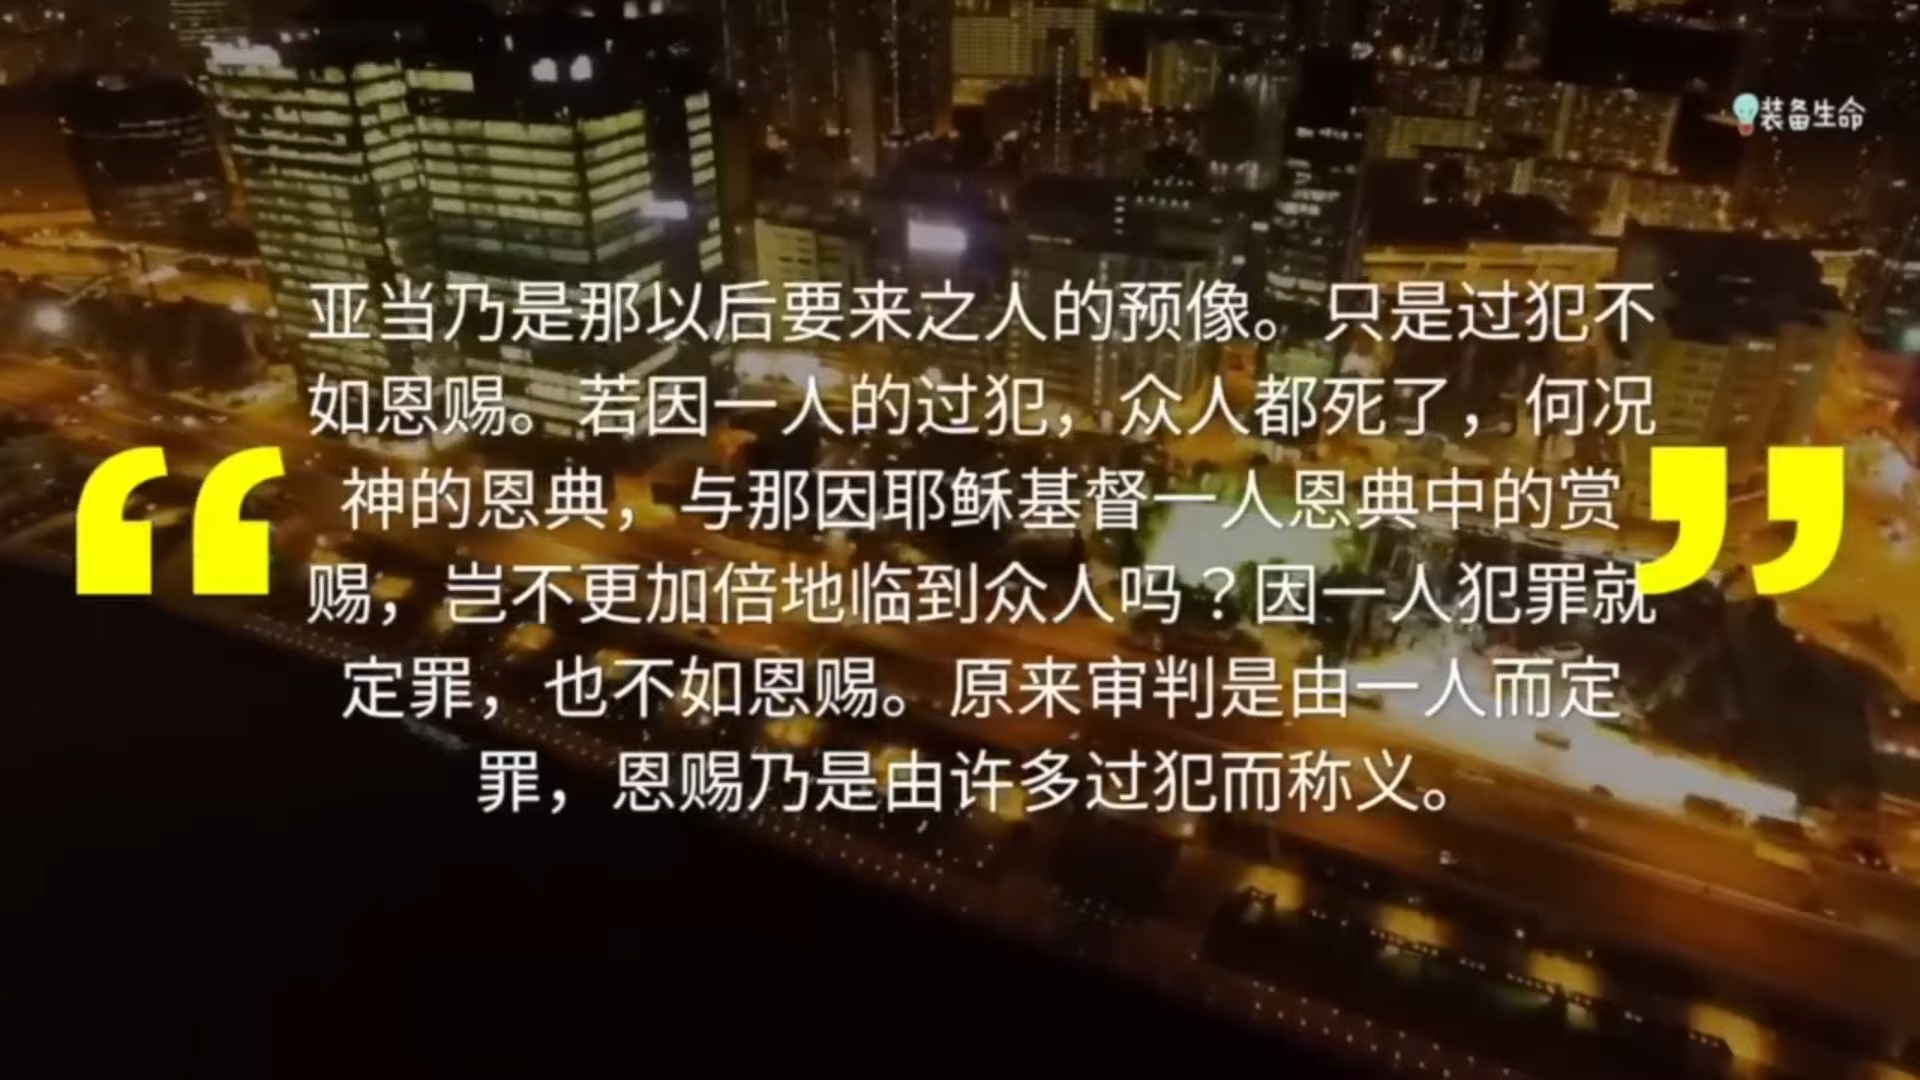 装备生命
亚当乃是那以后要来之人的预像。只是过犯不
如恩赐。若因一人的过犯，众人都死了，何况
“神的恩典，与那因耶稣基督一人恩典中的赏”
赐，岂不更加倍地临到众人吗？因一人犯罪就
定罪，也不如恩赐。原来审判是由一人而定
罪，恩赐乃是由许多过犯而称义。